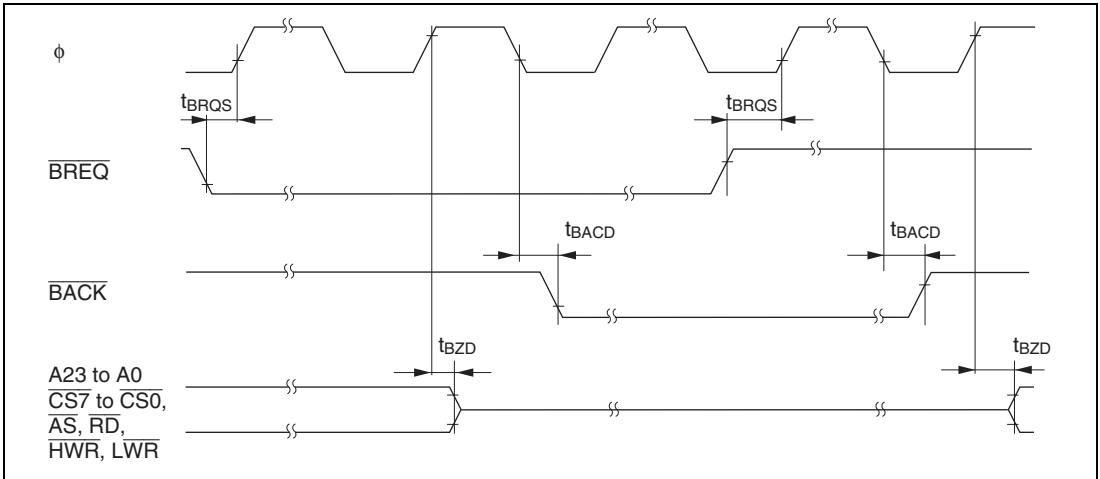 φ
tBRQS
tBRQS
BREQ
tBACD
tBACD
BACK
tBZD
tBZD
A23 to A0
CS7 to CS0,
AS, RD,
HWR, LWR